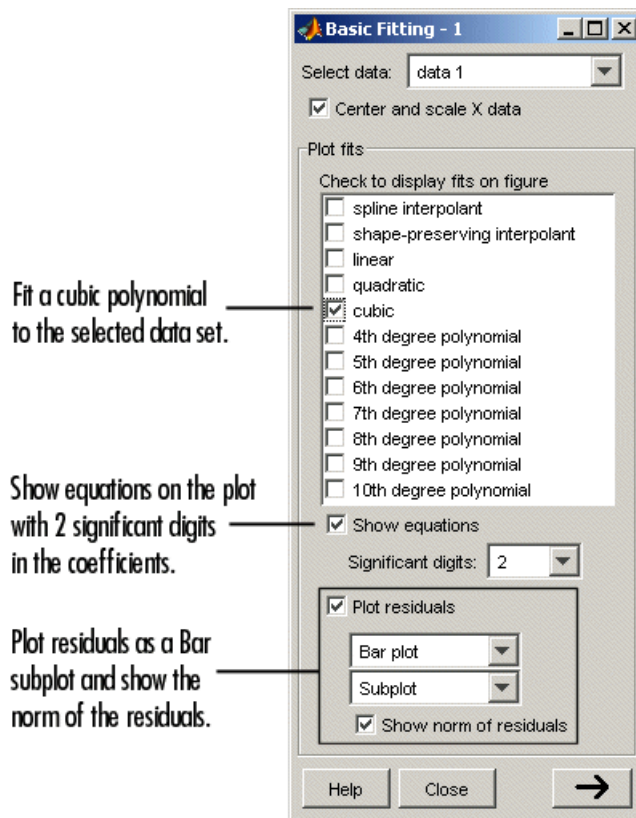 Basic Fitting - 1
Select data: data 1
Center and scale X data
Plot fits
Check to display fits on figure
spline interpolant
shape-preserving interpolant
linear
quadratic
Fit a cubic polynomial
to the selected data set.
cubic
4th degree polynomial
5th degree polynomial
6th degree polynomial
7th degree polynomial
8th degree polynomial
9th degree polynomial
10th degree polynomial
Show equations on the plot
with 2 significant digits
in the coefficients.
Show equations
Significant digits: 2
Plot residuals as a Bar
subplot and show the
norm of the residuals.
Plot residuals
Bar plot
Subplot
Show norm of residuals
Help
Close